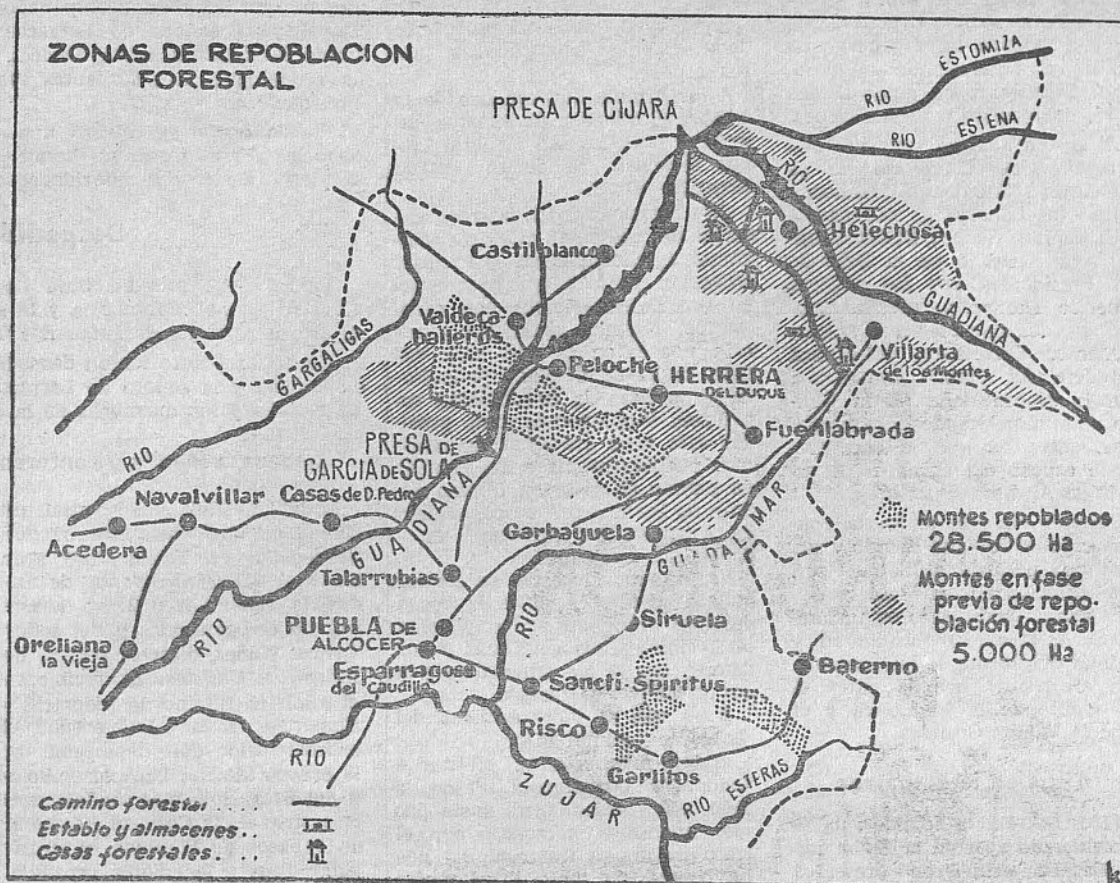 ZONAS DE REPOBLACION
FORESTAL
PRESA DE CIJARA
RIO ESTOMIZA
RIO ESTENA
RIO
Castilblanco
Helechosa
GUADIANA
Valdeca-
balleros
RIO GARGALIGAS
Peloche
HERRERA
DEL DUQUE
Villarta
de los Montes
Fuenlabrada
PRESA DE
GARCIA DE SOLA
Navalvillar
Casas de D. Pedro
Acedera
RIO GUADIANA
Garbayuela
RIO GUADALIMAR
Talarrubias
Montes repoblados
28.500 Ha
Montes en fase
previa de repo-
blación forestal
5.000 Ha
Orellana
la Vieja
PUEBLA DE
ALCOCER
Siruela
Esparragosa
del Caudillo
Sancti-Spiritus
Baterno
Risco
Garlitos
RIO ZUJAR
RIO ESTERAS
Camino forestal
Establo y almacenes..
Casas forestales. ...